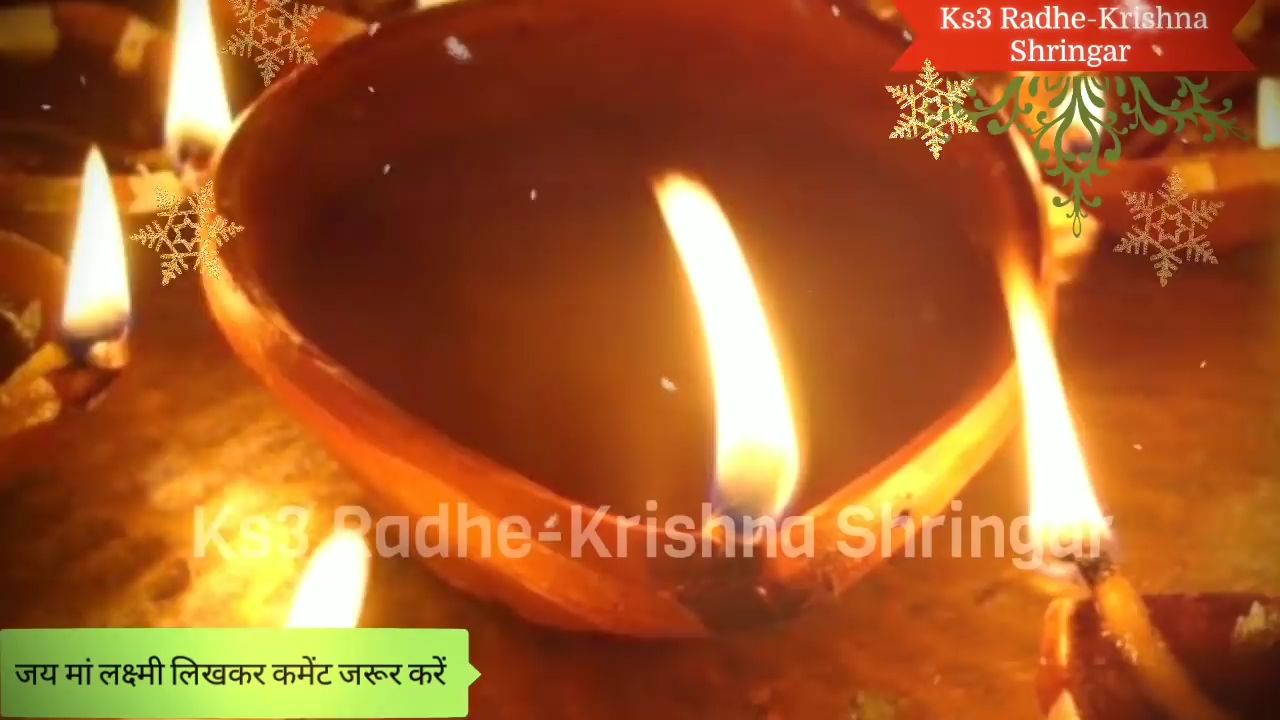 Ks3 Radhe-Krishna
Shringar
Ks3 Radhe-Krishna Shringar
जय मां लक्ष्मी लिखकर कमेंट जरूर करें